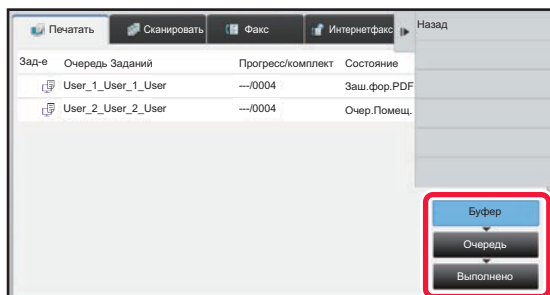 Печатать Сканировать Факс Интернетфакс Назад
Зад-е Очередь Заданий Прогресс/комплект Состояние
User_1_User_1_User ---/0004 Заш.фор.PDF
User_2_User_2_User ---/0004 Очер.Помещ.
Буфер
Очередь
Выполнено